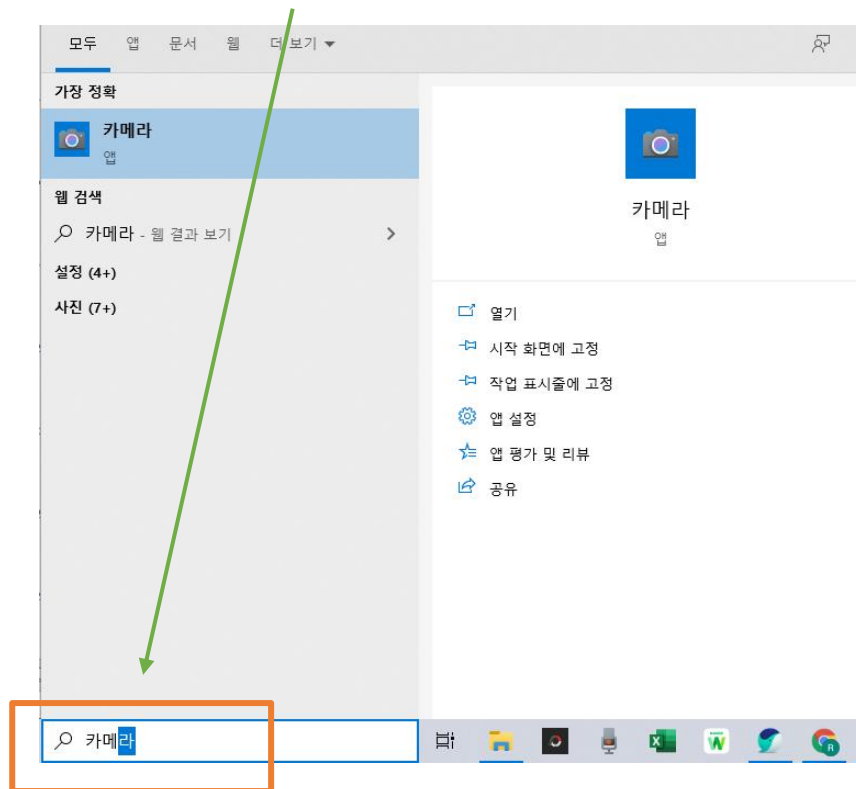 모두 앱 문서 웹 더 보기
가장 정확
카메라
앱
웹 검색
카메라 - 웹 결과 보기
설정 (4+)
사진 (7+)
카메라
앱
열기
시작 화면에 고정
작업 표시줄에 고정
앱 설정
앱 평가 및 리뷰
공유
카메라